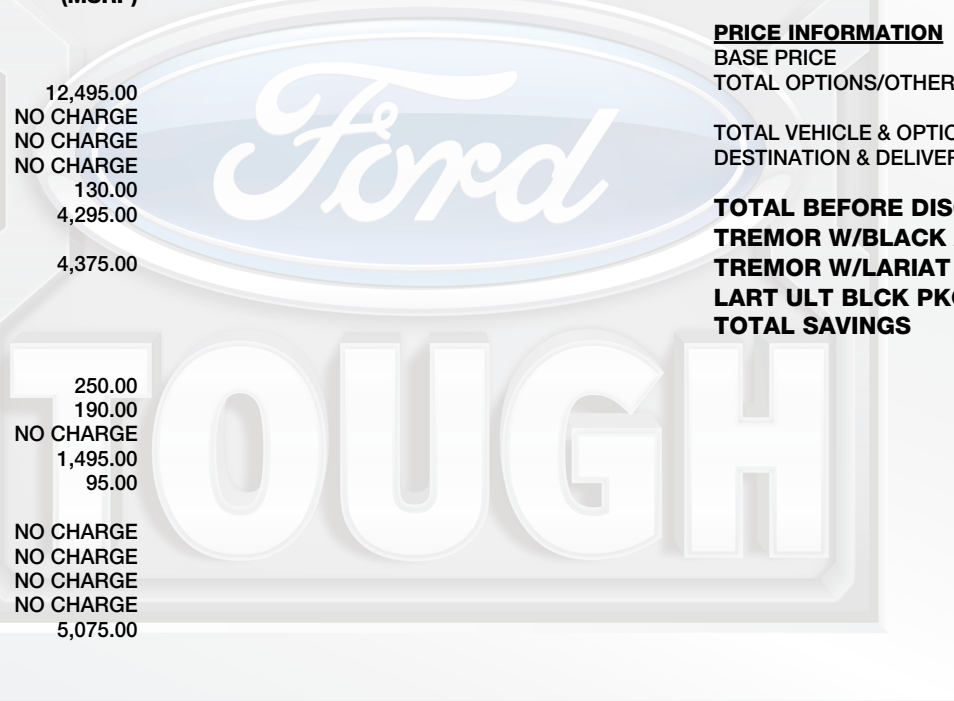 (MSRP)
12,495.00
NO CHARGE
NO CHARGE
NO CHARGE
130.00
4,295.00
4,375.00
250.00
190.00
NO CHARGE
1,495.00
95.00
NO CHARGE
NO CHARGE
NO CHARGE
NO CHARGE
5,075.00
Ford
TOUGH
PRICE INFORMATION
BASE PRICE
TOTAL OPTIONS/OTHER
TOTAL VEHICLE & OPTIO
DESTINATION & DELIVER
TOTAL BEFORE DIS
TREMOR W/BLACK
TREMOR W/LARIAT
LART ULT BLCK PK
TOTAL SAVINGS